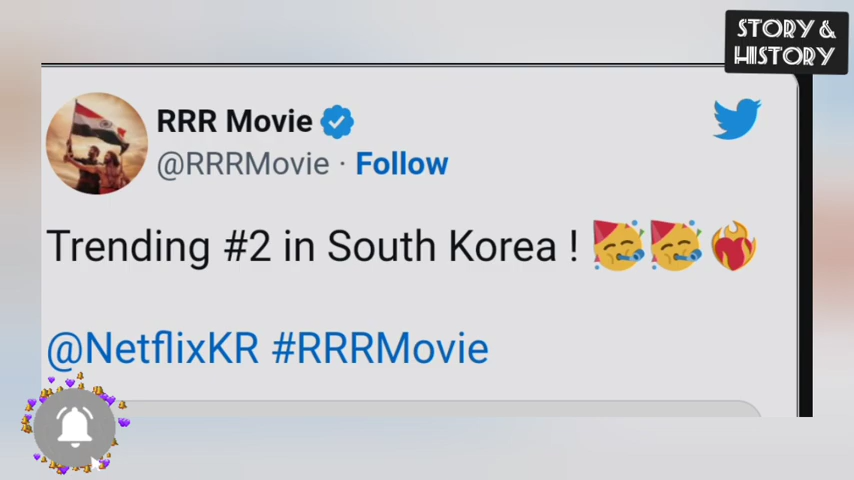 STORY &
HISTORY
RRR Movie
@RRRMovie · Follow
Trending #2 in South Korea ! 🥳🥳❤️‍🔥
@NetflixKR #RRRMovie